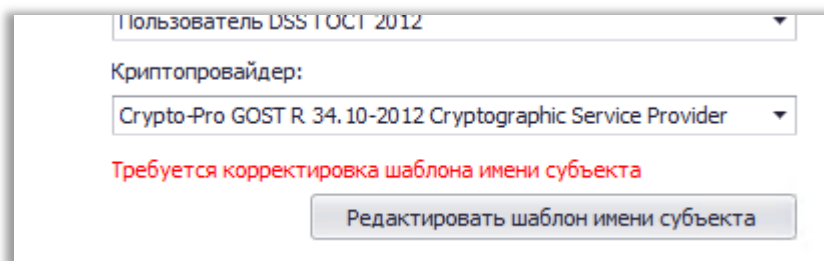 Пользователь DSS ГОСТ 2012
Криптопровайдер:
Crypto-Pro GOST R 34.10-2012 Cryptographic Service Provider
Требуется корректировка шаблона имени субъекта
Редактировать шаблон имени субъекта